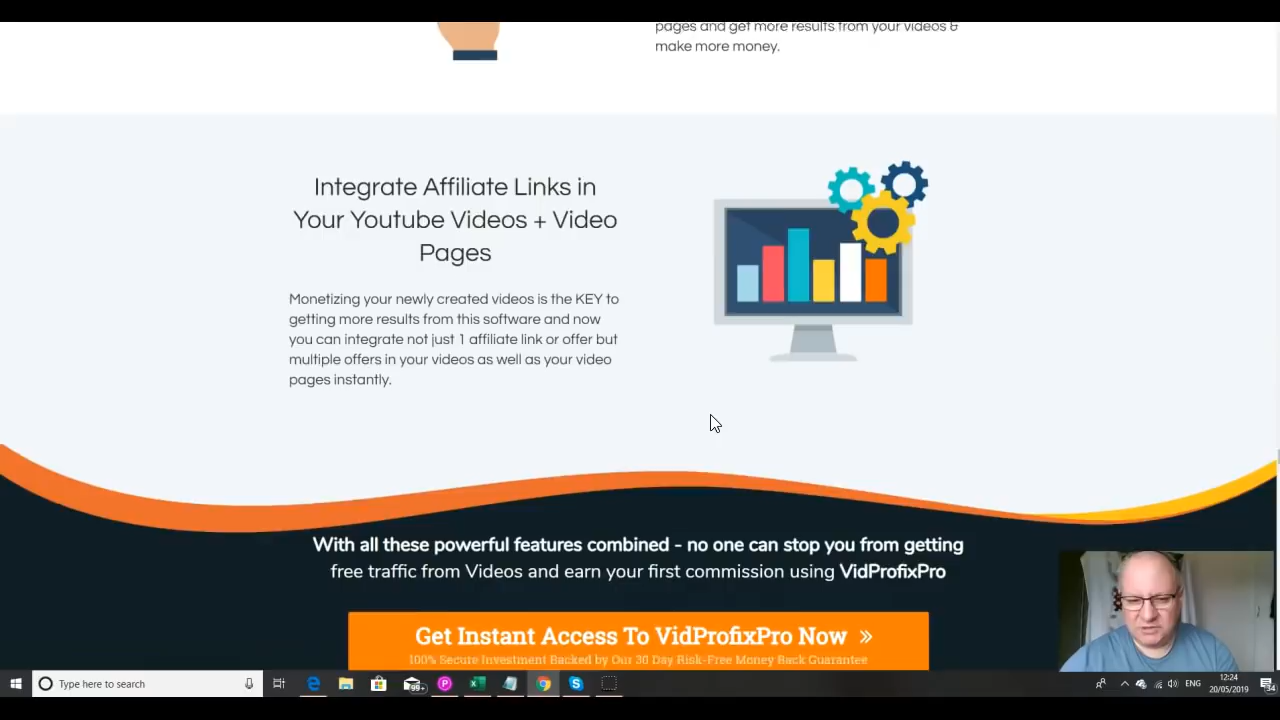 pages and get more results from your videos &
make more money.
Integrate Affiliate Links in
Your Youtube Videos + Video
Pages
Monetizing your newly created videos is the KEY to
getting more results from this software and now
you can integrate not just 1 affiliate link or offer but
multiple offers in your videos as well as your video
pages instantly.
With all these powerful features combined - no one can stop you from getting
free traffic from Videos and earn your first commission using VidProfixPro
Get Instant Access To VidProfixPro Now »
100% Secure Investment Backed by Our 30 Day Risk-Free Money Back Guarantee
Type here to search
99+
ENG
12:24
20/05/2019
34